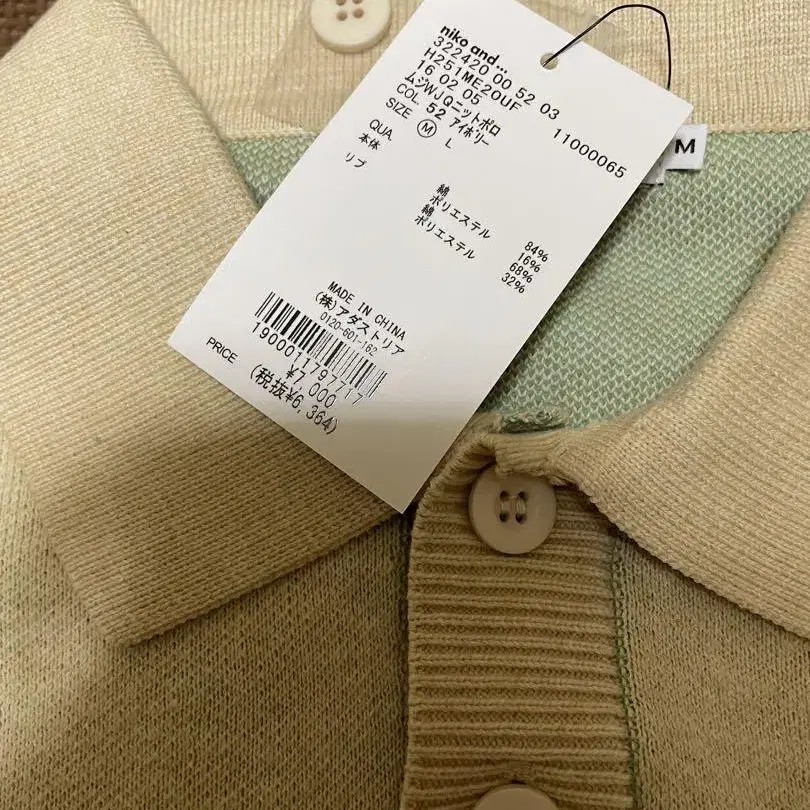 niko and...
322420 00 52 03
H251ME20UF 11000065
16 02 05
ムジWJQニットポロ
COL. 52 アイボリー
SIZE M L
QUA.
本体 綿 84%
ポリエステル 16%
リブ 綿 68%
ポリエステル 32%
MADE IN CHINA
(株)アダストリア
0120-601-162
1900011797717
PRICE ¥7,000
(税抜¥6,364)
M